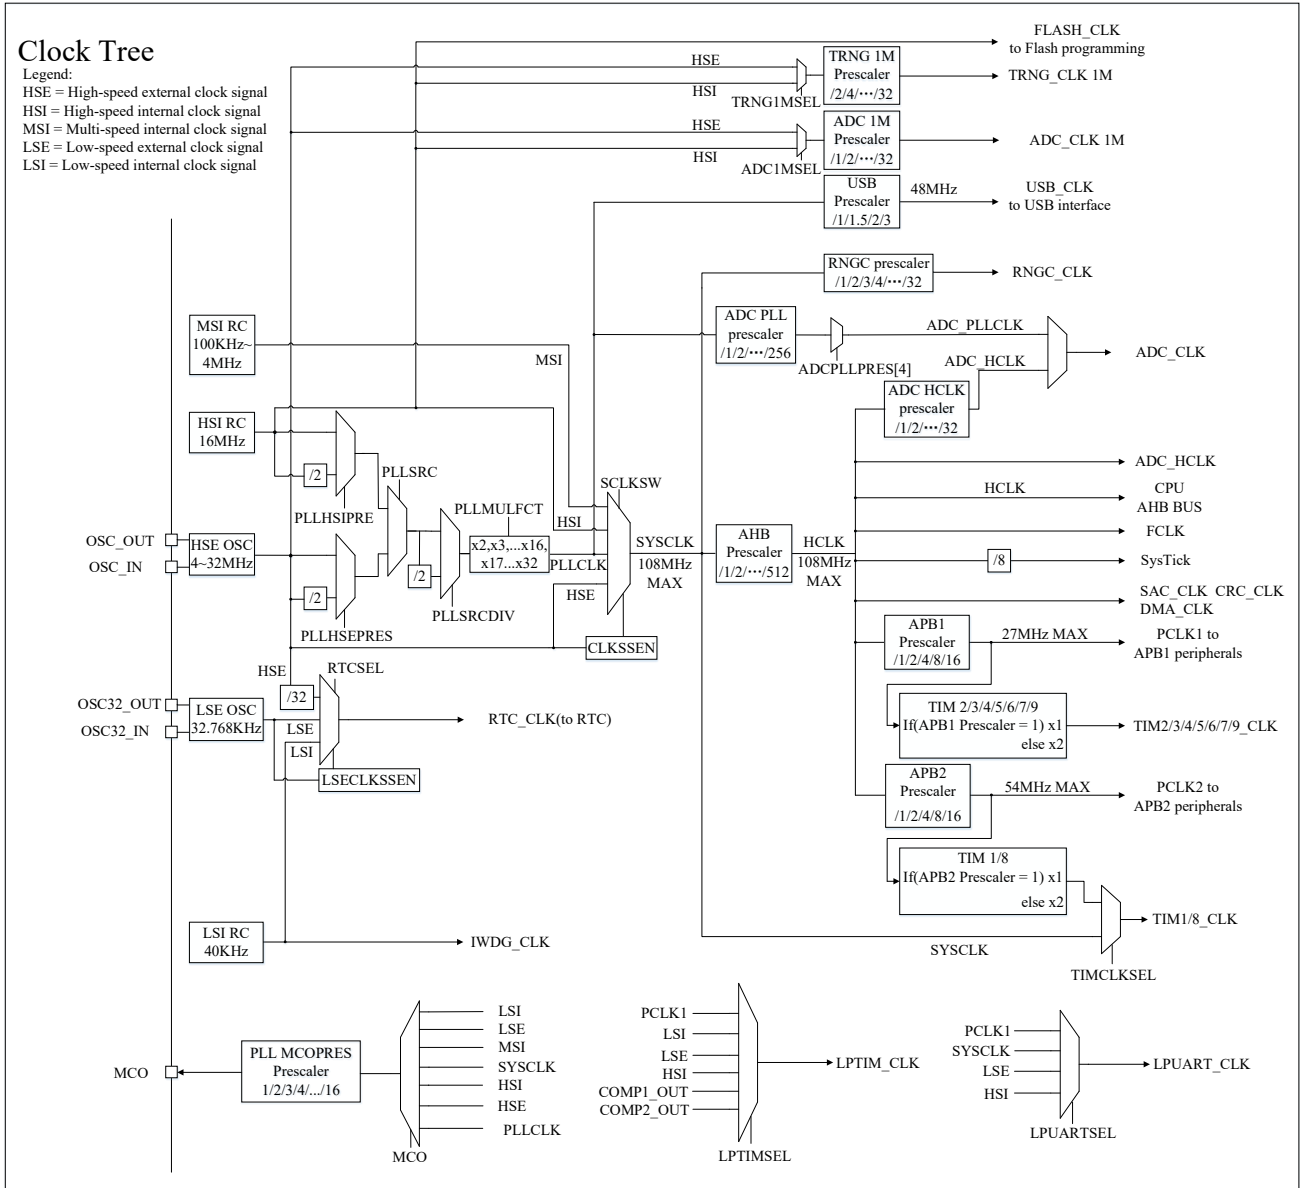 Clock Tree
Legend:
HSE = High-speed external clock signal
HSI = High-speed internal clock signal
MSI = Multi-speed internal clock signal
LSE = Low-speed external clock signal
LSI = Low-speed internal clock signal
FLASH_CLK
to Flash programming
HSE
HSI
TRNG1MSEL
TRNG 1M
Prescaler
/2/4/···/32
TRNG_CLK 1M
HSE
HSI
ADC1MSEL
ADC 1M
Prescaler
/1/2/···/32
ADC_CLK 1M
USB
Prescaler
/1/1.5/2/3
48MHz
USB_CLK
to USB interface
RNGC prescaler
/1/2/3/4/···/32
RNGC_CLK
ADC PLL
prescaler
/1/2/···/256
ADCPLLPRES[4]
ADC_PLLCLK
ADC_HCLK
ADC_CLK
ADC HCLK
prescaler
/1/2/···/32
MSI RC
100KHz~
4MHz
MSI
HSI RC
16MHz
/2
PLLHSIPRE
PLLSRC
OSC_OUT
OSC_IN
HSE OSC
4~32MHz
/2
PLLHSEPRES
/2
PLLSRCDIV
PLLMULFCT
x2,x3,...x16,
x17...x32
PLLCLK
SCLKSW
HSI
HSE
CLKSSEN
SYSCLK
108MHz
MAX
AHB
Prescaler
/1/2/···/512
HCLK
108MHz
MAX
ADC_HCLK
HCLK
CPU
AHB BUS
FCLK
/8
SysTick
SAC_CLK CRC_CLK
DMA_CLK
APB1
Prescaler
/1/2/4/8/16
27MHz MAX
PCLK1 to
APB1 peripherals
TIM 2/3/4/5/6/7/9
If(APB1 Prescaler = 1) x1
else x2
TIM2/3/4/5/6/7/9_CLK
APB2
Prescaler
/1/2/4/8/16
54MHz MAX
PCLK2 to
APB2 peripherals
TIM 1/8
If(APB2 Prescaler = 1) x1
else x2
SYSCLK
TIM1/8_CLK
TIMCLKSEL
HSE
/32
RTCSEL
OSC32_OUT
OSC32_IN
LSE OSC
32.768KHz
LSE
LSI
RTC_CLK(to RTC)
LSECLKSSEN
LSI RC
40KHz
IWDG_CLK
MCO
PLL MCOPRES
Prescaler
1/2/3/4/.../16
LSI
LSE
MSI
SYSCLK
HSI
HSE
PLLCLK
MCO
PCLK1
LSI
LSE
HSI
COMP1_OUT
COMP2_OUT
LPTIM_CLK
LPTIMSEL
PCLK1
SYSCLK
LSE
HSI
LPUART_CLK
LPUARTSEL